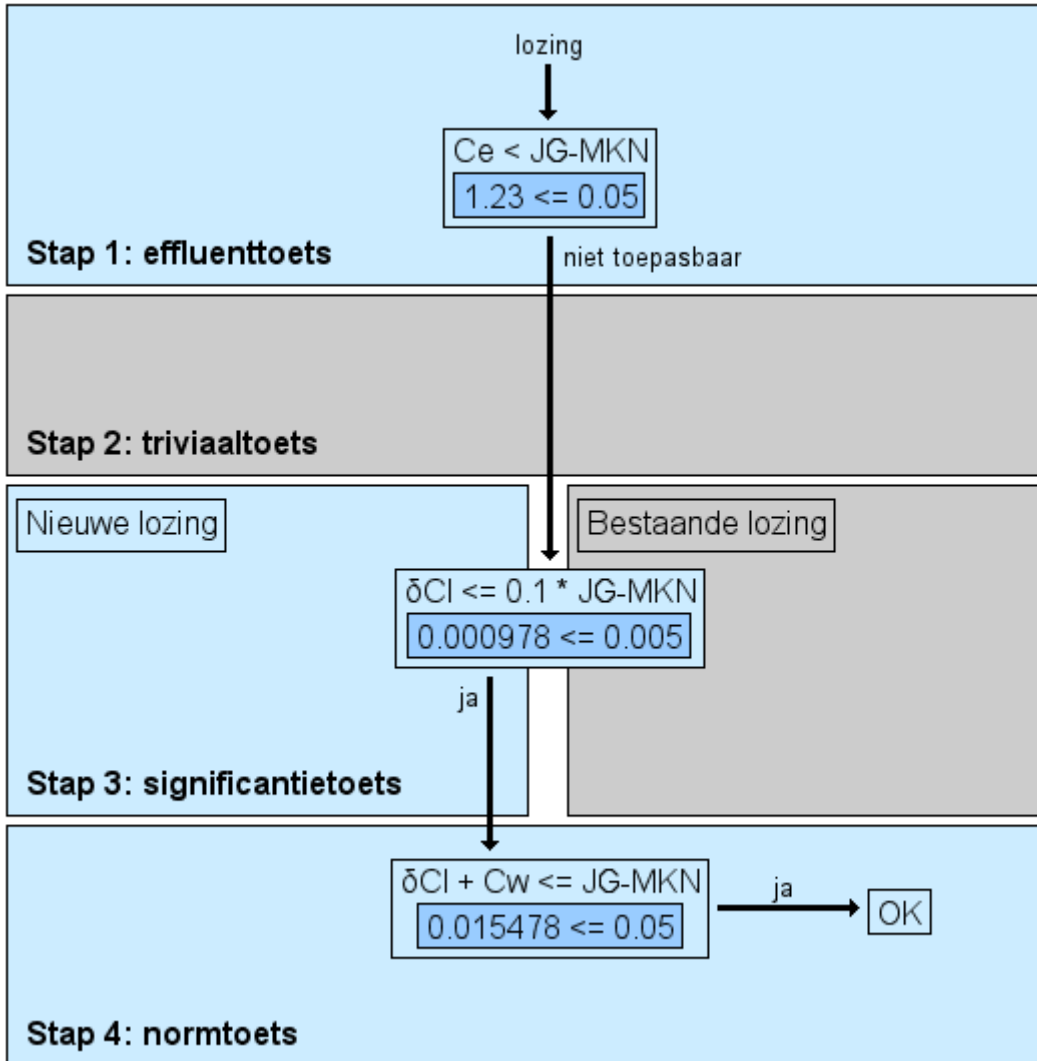 lozing
Ce < JG-MKN
1.23 <= 0.05
Stap 1: effluenttoets
niet toepasbaar
Stap 2: triviaaltoets
Nieuwe lozing
Bestaande lozing
δCl <= 0.1 * JG-MKN
0.000978 <= 0.005
ja
Stap 3: significantietoets
δCl + Cw <= JG-MKN
0.015478 <= 0.05
ja
OK
Stap 4: normtoets